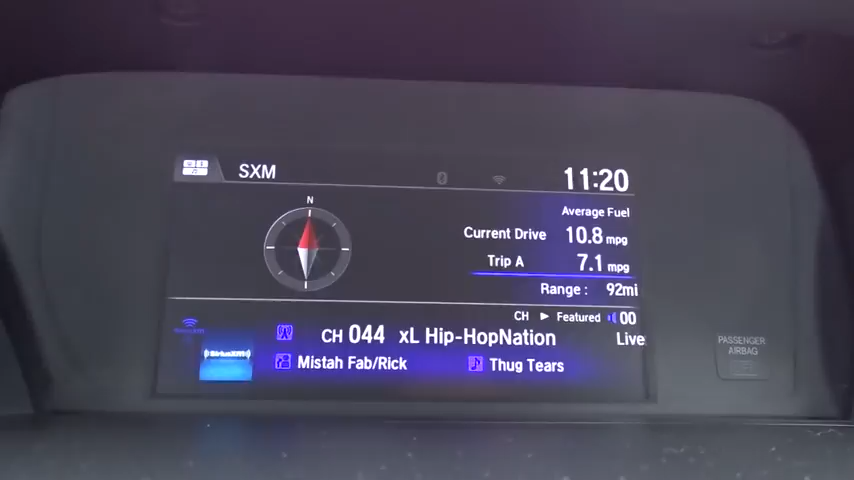 SXM
11:20
N
Average Fuel
Current Drive 10.8 mpg
Trip A 7.1 mpg
Range : 92mi
CH ► Featured 00
CH 044 xL Hip-HopNation
Live
SiriusXM
Mistah Fab/Rick
Thug Tears
PASSENGER
AIRBAG